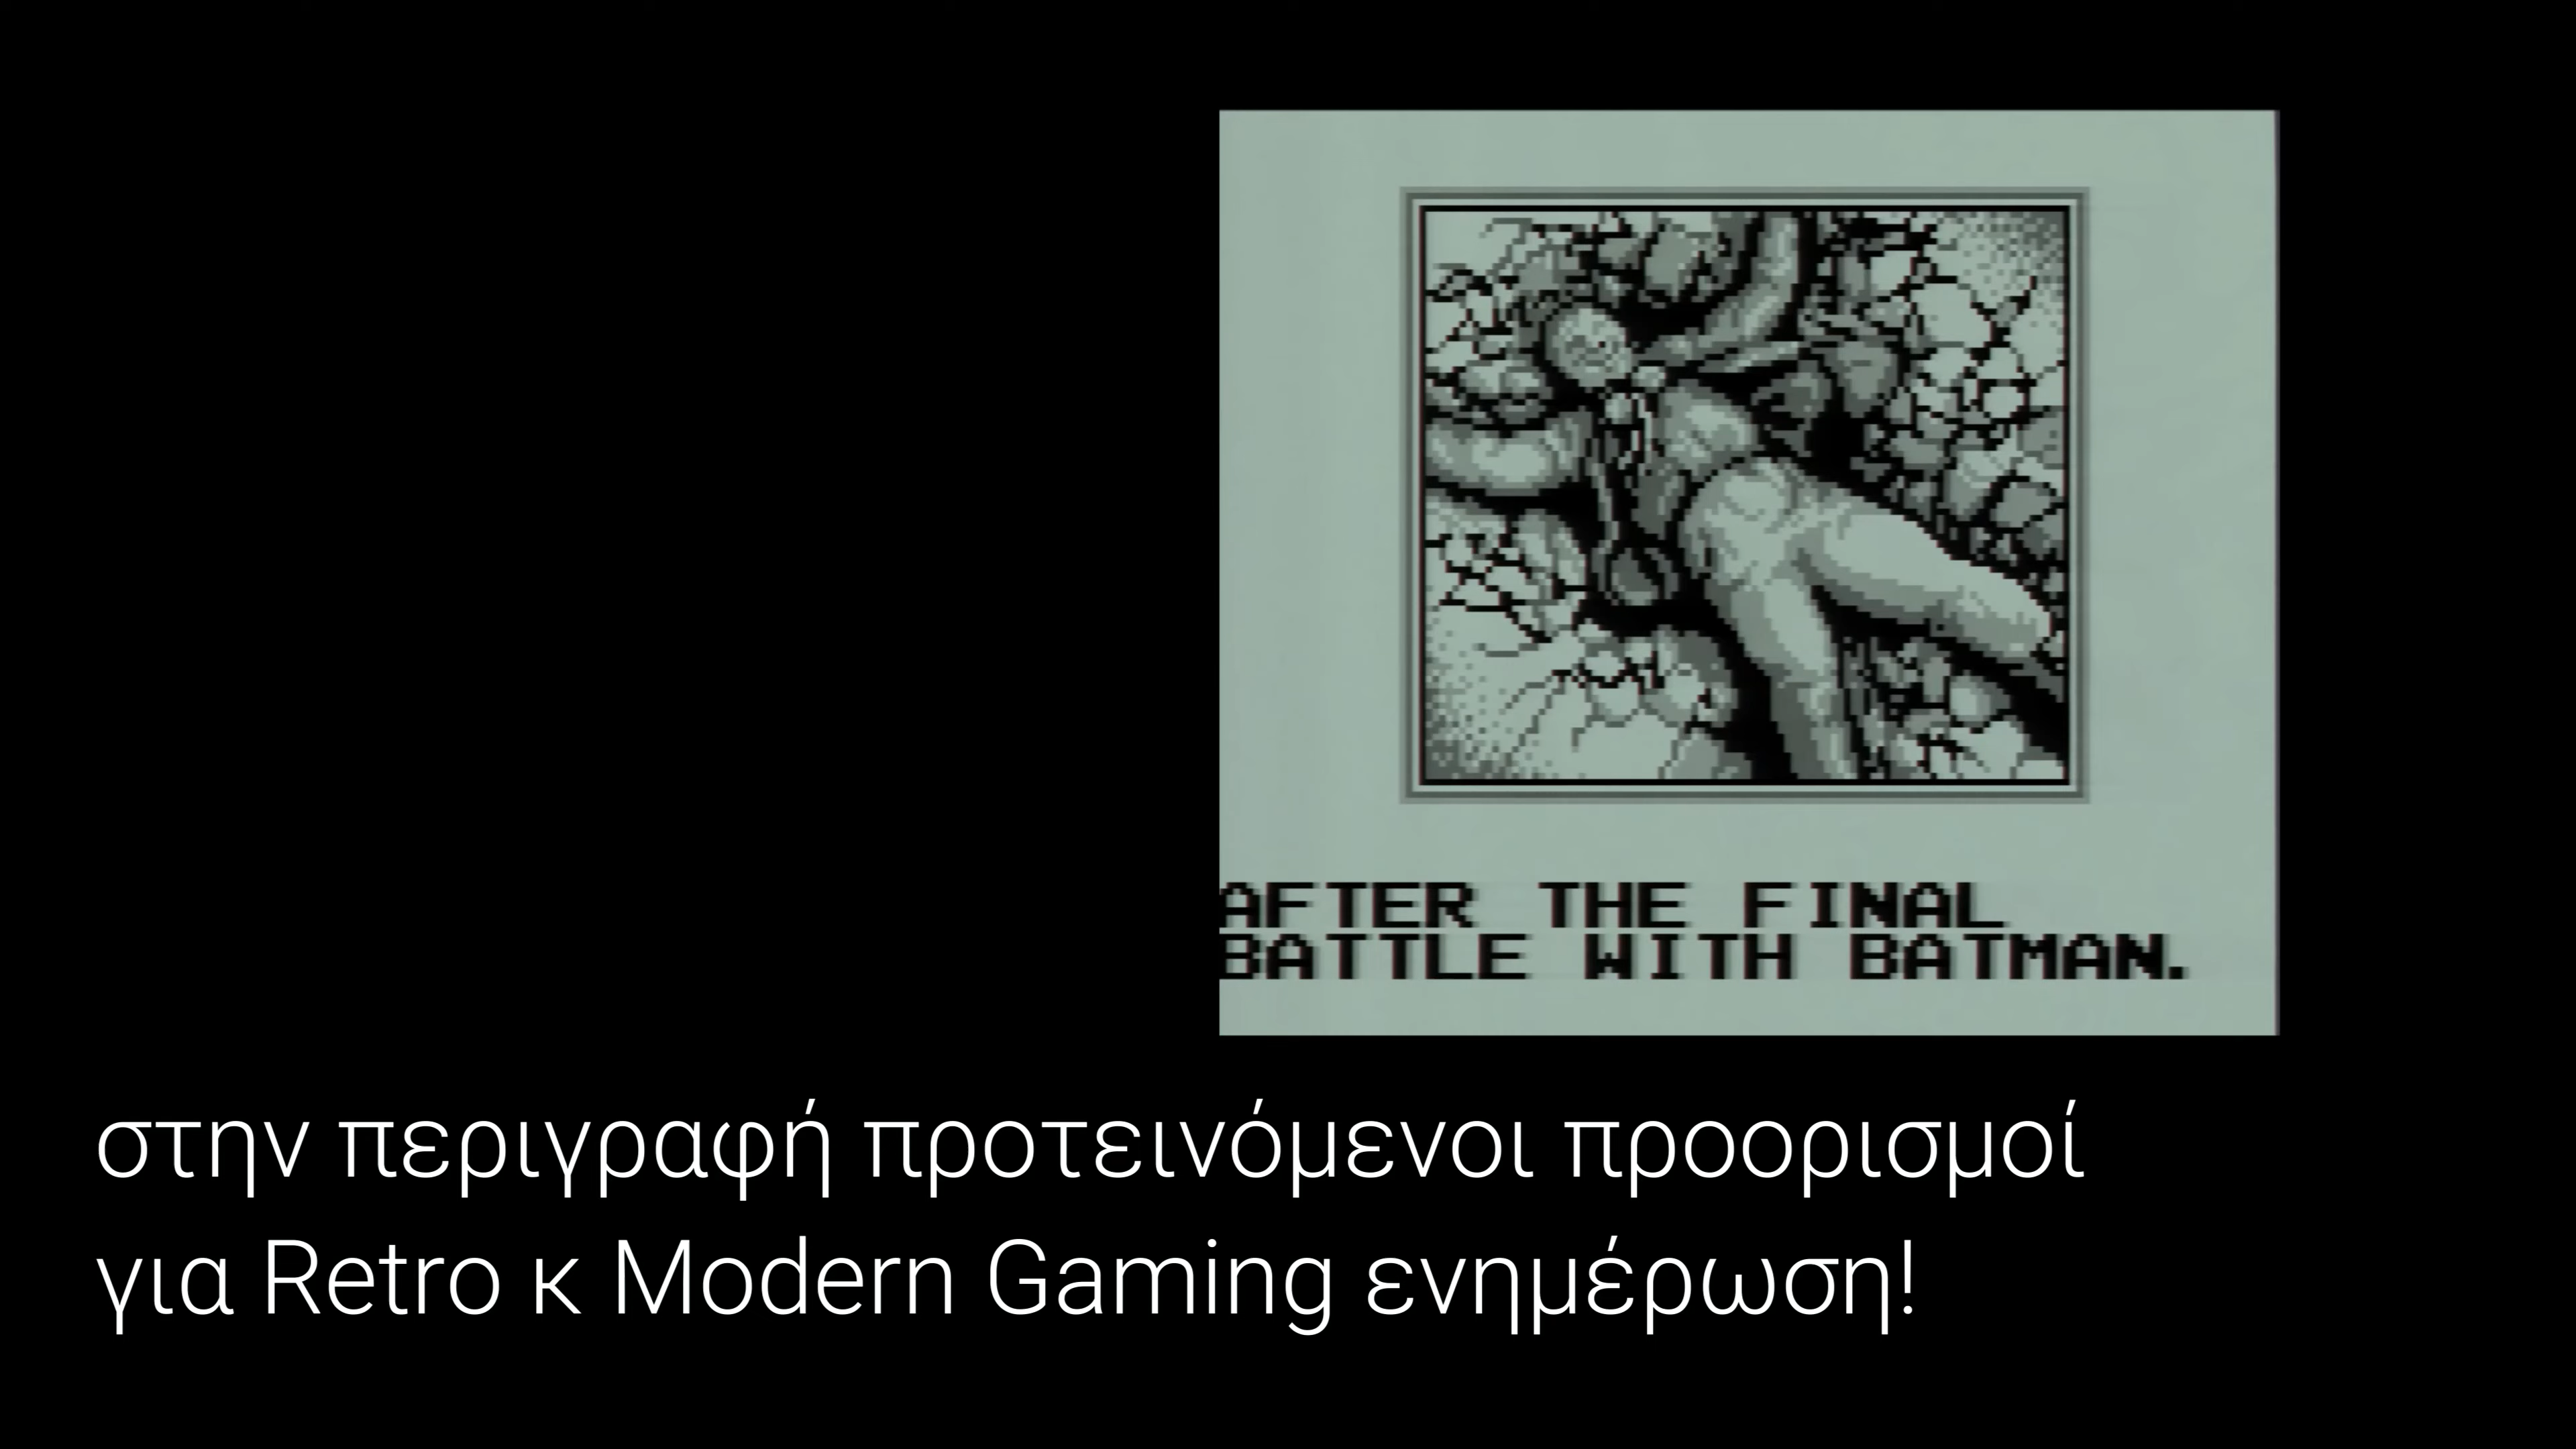 AFTER THE FINAL
BATTLE WITH BATMAN.
στην περιγραφή προτεινόμενοι προορισμοί
για Retro κ Modern Gaming ενημέρωση!